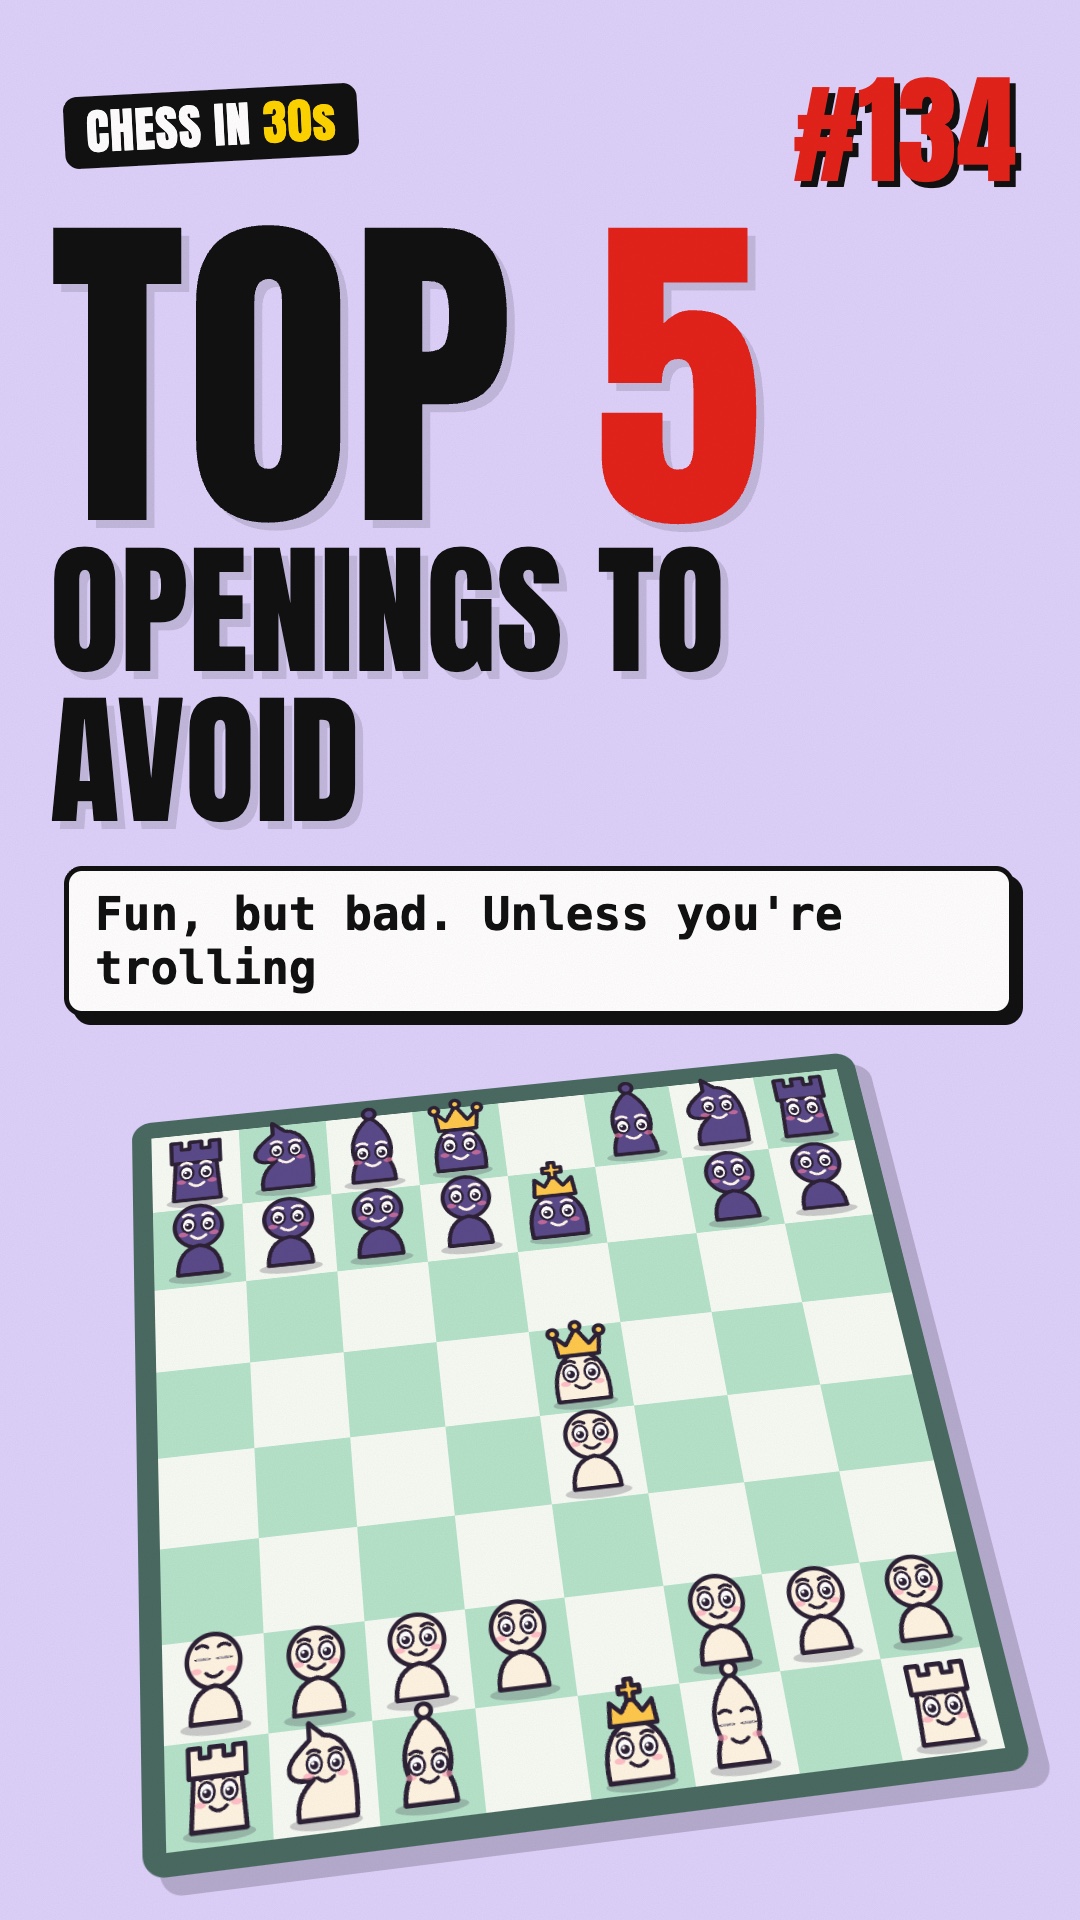 CHESS IN 30s
#134
TOP 5
OPENINGS TO
AVOID
Fun, but bad. Unless you're
trolling